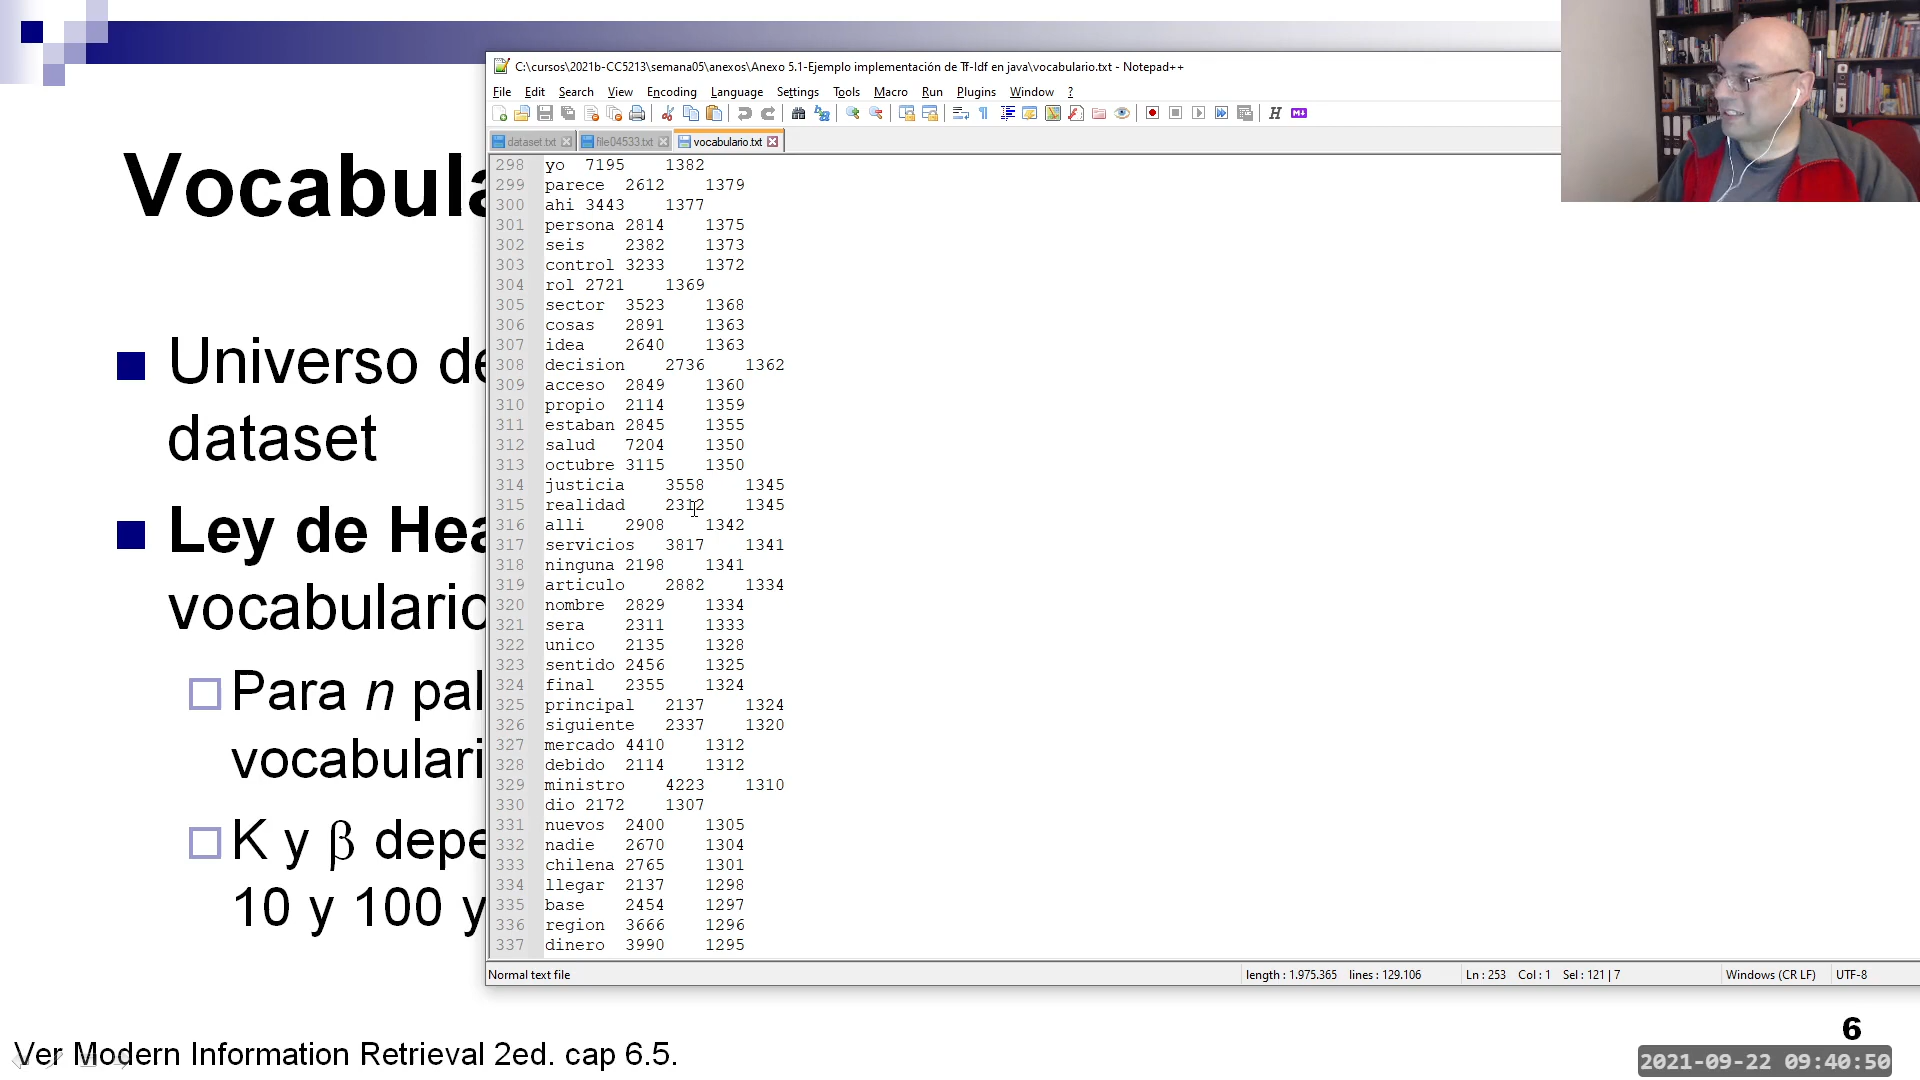 C:\cursos\2021b-CC5213\semana05\anexos\Anexo 5.1-Ejemplo implementación de Tf-Idf en java\vocabulario.txt - Notepad++
File Edit Search View Encoding Language Settings Tools Macro Run Plugins Window ?
dataset.txt file04533.txt vocabulario.txt
298 yo 7195 1382
299 parece 2612 1379
300 ahi 3443 1377
301 persona 2814 1375
302 seis 2382 1373
303 control 3233 1372
304 rol 2721 1369
305 sector 3523 1368
306 cosas 2891 1363
307 idea 2640 1363
308 decision 2736 1362
309 acceso 2849 1360
310 propio 2114 1359
311 estaban 2845 1355
312 salud 7204 1350
313 octubre 3115 1350
314 justicia 3558 1345
315 realidad 2312 1345
316 alli 2908 1342
317 servicios 3817 1341
318 ninguna 2198 1341
319 articulo 2882 1334
320 nombre 2829 1334
321 sera 2311 1333
322 unico 2135 1328
323 sentido 2456 1325
324 final 2355 1324
325 principal 2137 1324
326 siguiente 2337 1320
327 mercado 4410 1312
328 debido 2114 1312
329 ministro 4223 1310
330 dio 2172 1307
331 nuevos 2400 1305
332 nadie 2670 1304
333 chilena 2765 1301
334 llegar 2137 1298
335 base 2454 1297
336 region 3666 1296
337 dinero 3990 1295
Normal text file length : 1.975.365 lines : 129.106 Ln : 253 Col : 1 Sel : 121 | 7 Windows (CR LF) UTF-8
Vocabula
Universo de
dataset
Ley de Hea
vocabulario
Para n pal
vocabulari
K y β depe
10 y 100 y
6
Ver Modern Information Retrieval 2ed. cap 6.5.
2021-09-22 09:40:50